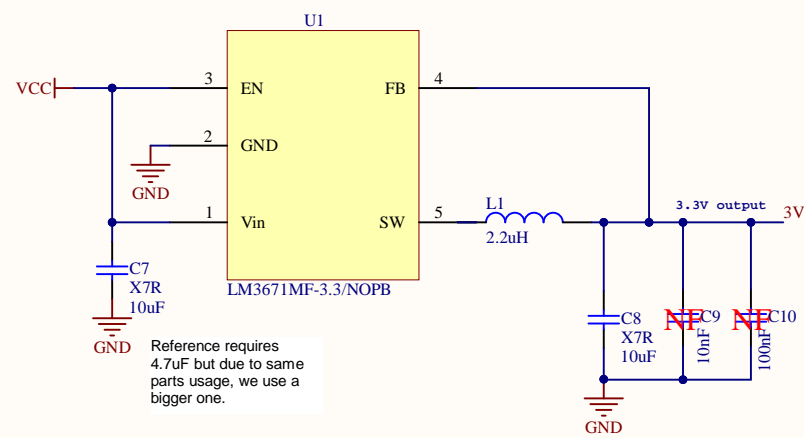 U1
VCC
3
EN
FB
4
2
GND
GND
1
Vin
SW
5
L1
2.2uH
3.3V output
3V
LM3671MF-3.3/NOPB
C7
X7R
10uF
GND
Reference requires
4.7uF but due to same
parts usage, we use a
bigger one.
C8
X7R
10uF
NF
C9
10nF
NF
C10
100nF
GND